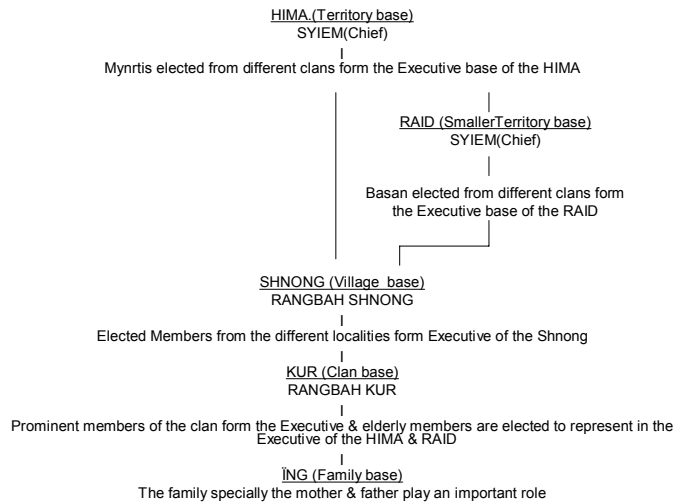 HIMA.(Territory base)
SYIEM(Chief)
Mynrtis elected from different clans form the Executive base of the HIMA
RAID (SmallerTerritory base)
SYIEM(Chief)
Basan elected from different clans form
the Executive base of the RAID
SHNONG (Village base)
RANGBAH SHNONG
Elected Members from the different localities form Executive of the Shnong
KUR (Clan base)
RANGBAH KUR
Prominent members of the clan form the Executive & elderly members are elected to represent in the
Executive of the HIMA & RAID
ÏNG (Family base)
The family specially the mother & father play an important role